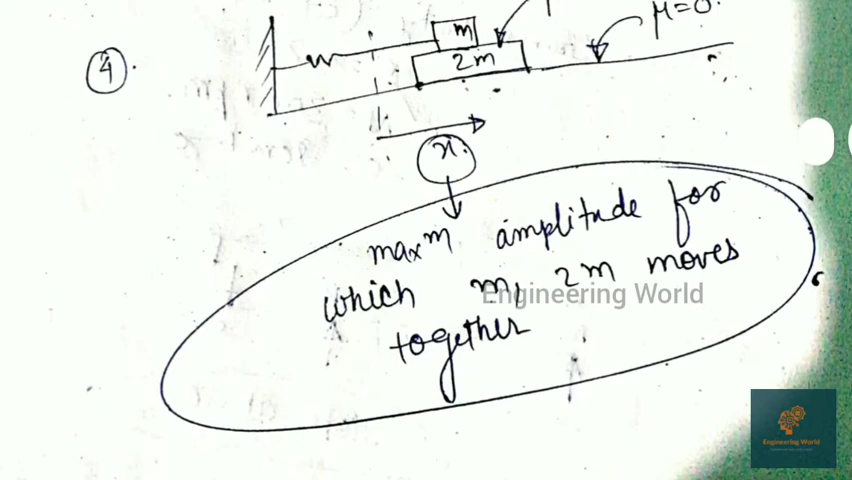 μ=0
m
4
2m
x
maxᵐ amplitude for
which m, 2m moves
Engineering World
together
Engineering World